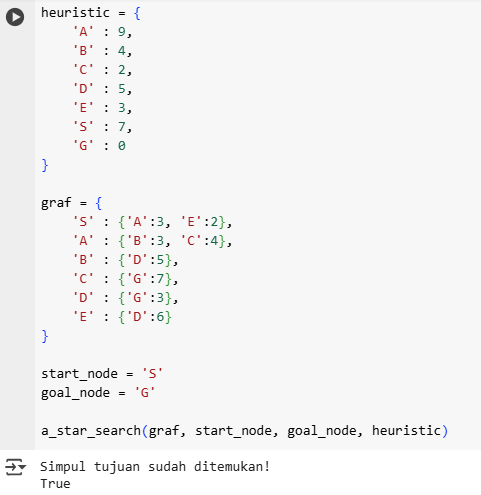 heuristic = {
    'A' : 9,
    'B' : 4,
    'C' : 2,
    'D' : 5,
    'E' : 3,
    'S' : 7,
    'G' : 0
}
graf = {
    'S' : {'A':3, 'E':2},
    'A' : {'B':3, 'C':4},
    'B' : {'D':5},
    'C' : {'G':7},
    'D' : {'G':3},
    'E' : {'D':6}
}
start_node = 'S'
goal_node = 'G'
a_star_search(graf, start_node, goal_node, heuristic)
Simpul tujuan sudah ditemukan!
True